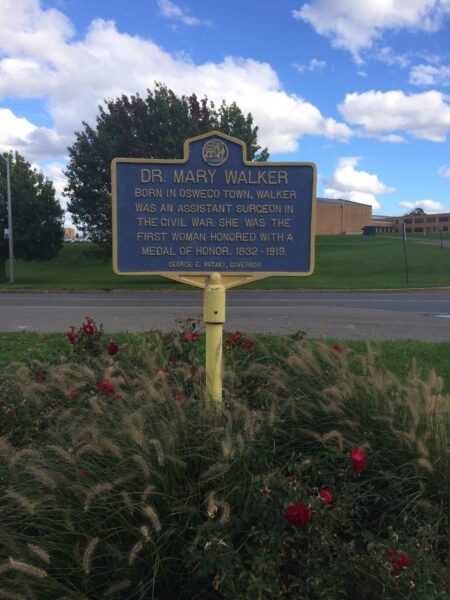 DR. MARY WALKER
BORN IN OSWEGO TOWN, WALKER
WAS AN ASSISTANT SURGEON IN
THE CIVIL WAR. SHE WAS THE
FIRST WOMAN HONORED WITH A
MEDAL OF HONOR. 1832-1919.
GEORGE E. PATAKI, GOVERNOR